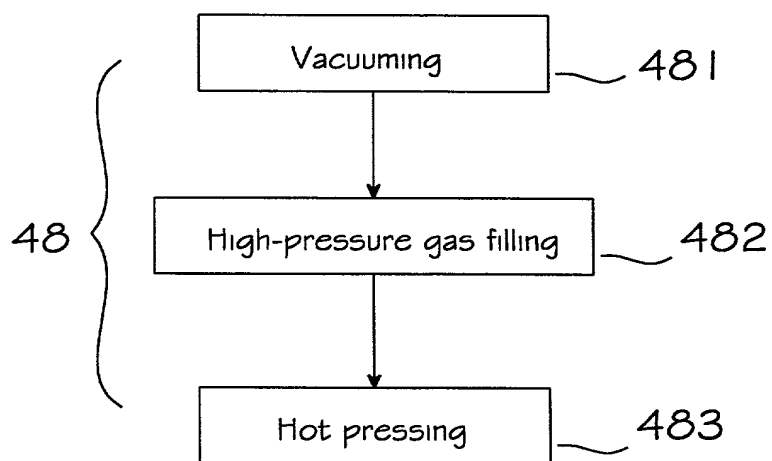 Vacuuming
481
48
High-pressure gas filling
482
Hot pressing
483